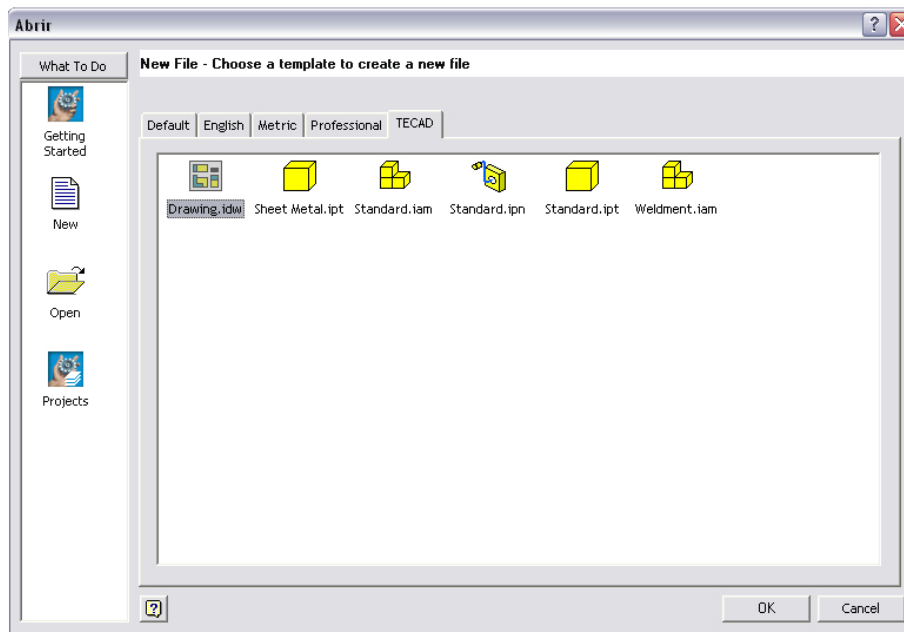 Abrir
What To Do
New File - Choose a template to create a new file
Getting
Started
New
Open
Projects
Default English Metric Professional TECAD
Drawing.idw Sheet Metal.ipt Standard.iam Standard.ipn Standard.ipt Weldment.iam
OK Cancel